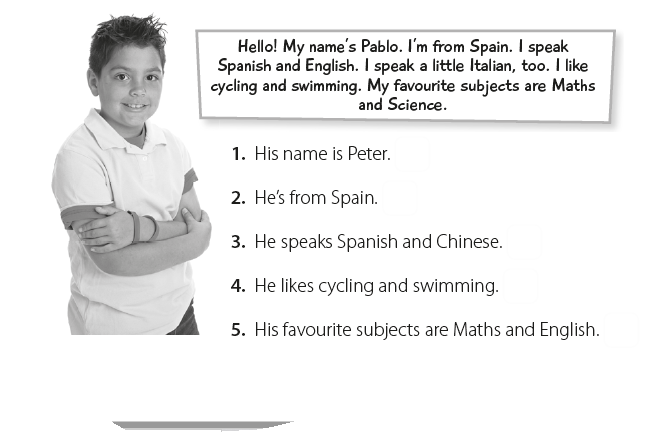 Hello! My name's Pablo. I'm from Spain. I speak
Spanish and English. I speak a little Italian, too. I like
cycling and swimming. My favourite subjects are Maths
and Science.
1. His name is Peter.
2. He's from Spain.
3. He speaks Spanish and Chinese.
4. He likes cycling and swimming.
5. His favourite subjects are Maths and English.